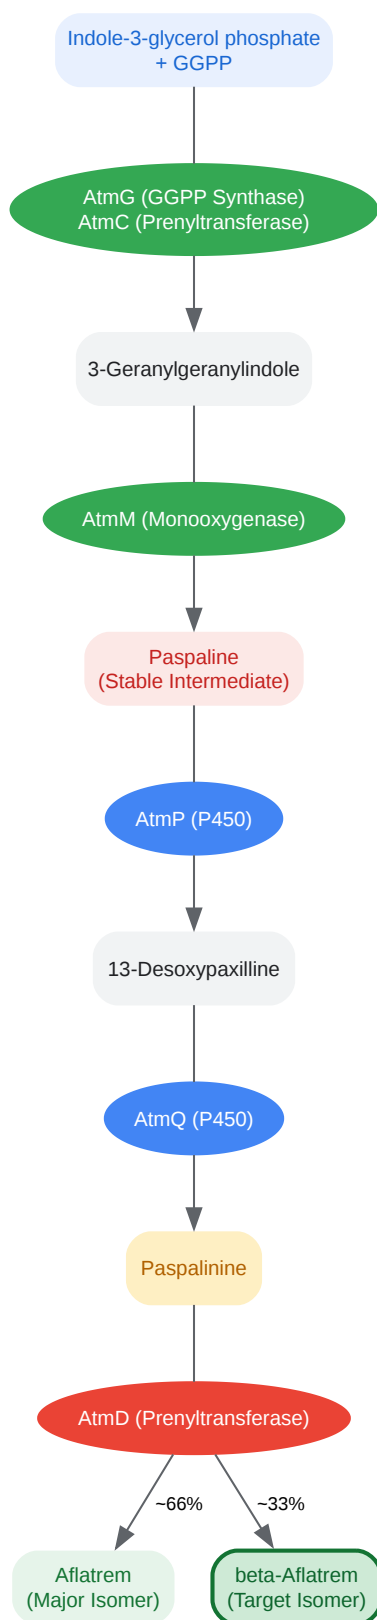 Indole-3-glycerol phosphate
+ GGPP
AtmG (GGPP Synthase)
AtmC (Prenyltransferase)
3-Geranylgeranylindole
AtmM (Monooxygenase)
Paspaline
(Stable Intermediate)
AtmP (P450)
13-Desoxypaxilline
AtmQ (P450)
Paspalinine
AtmD (Prenyltransferase)
~66%
~33%
Aflatrem
(Major Isomer)
beta-Aflatrem
(Target Isomer)